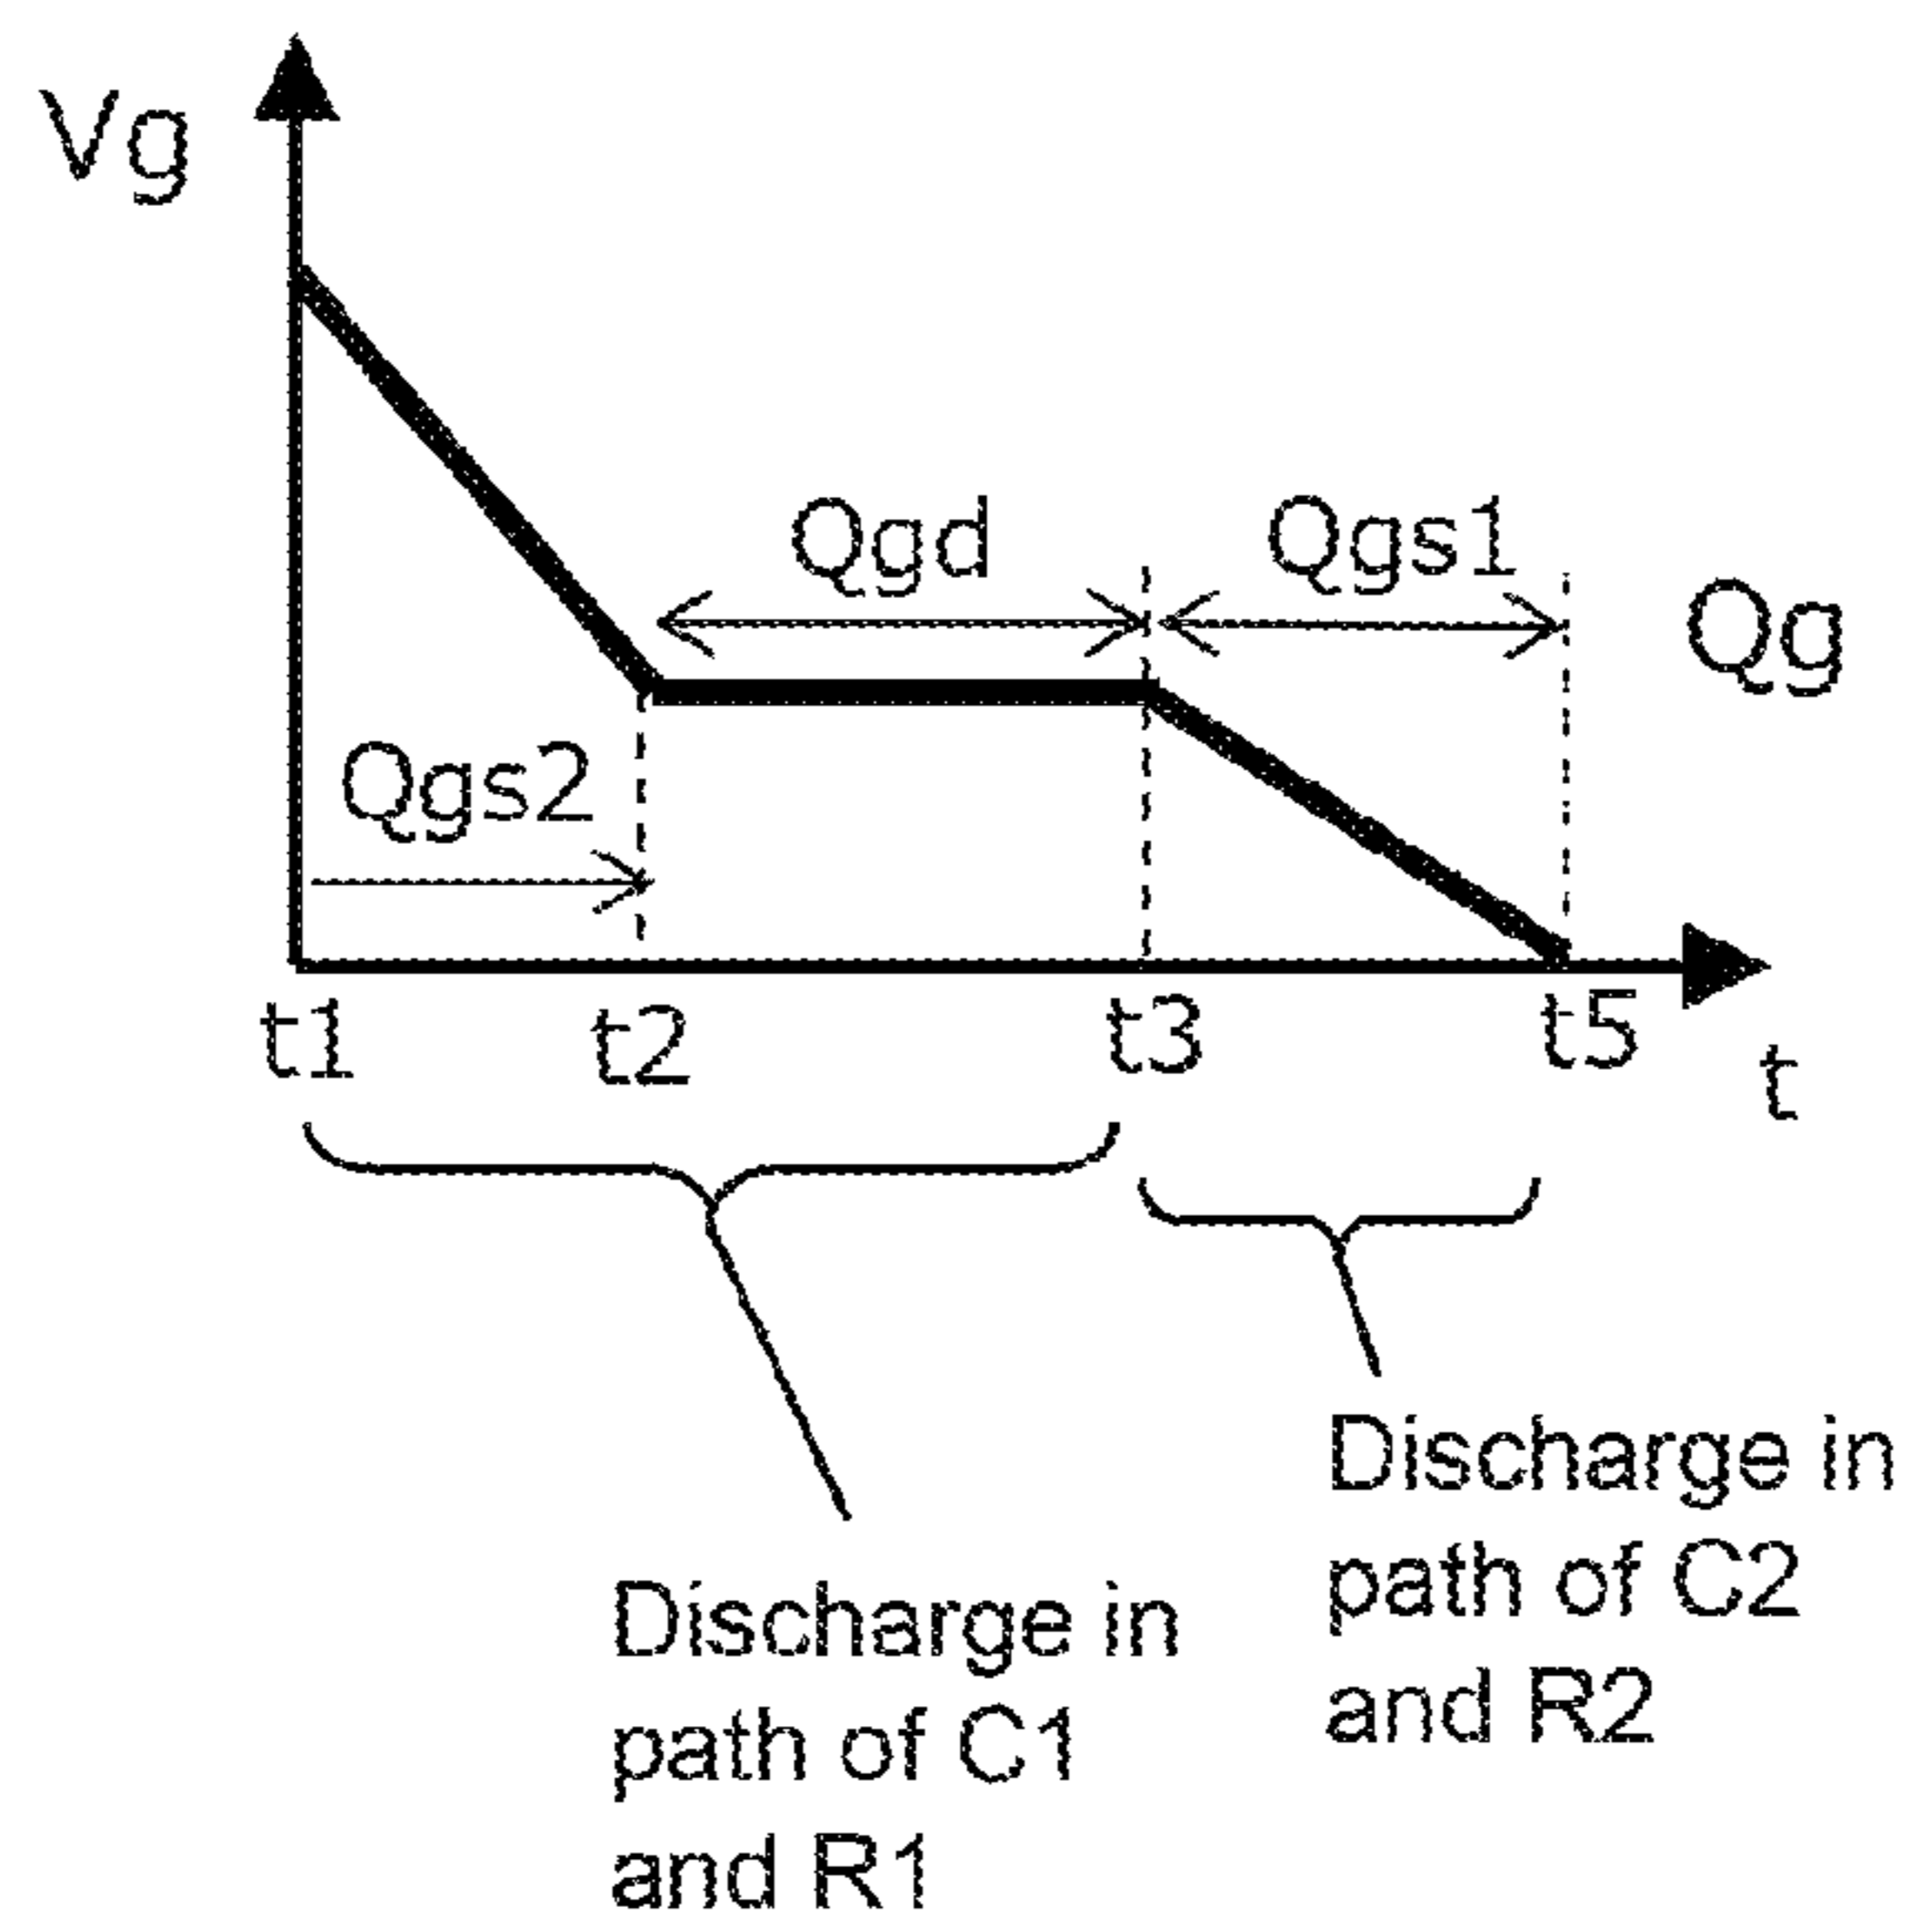 Vg
Qgd
Qgs1
Qg
Qgs2
t1
t2
t3
t5
t
Discharge in
path of C2
and R2
Discharge in
path of C1
and R1